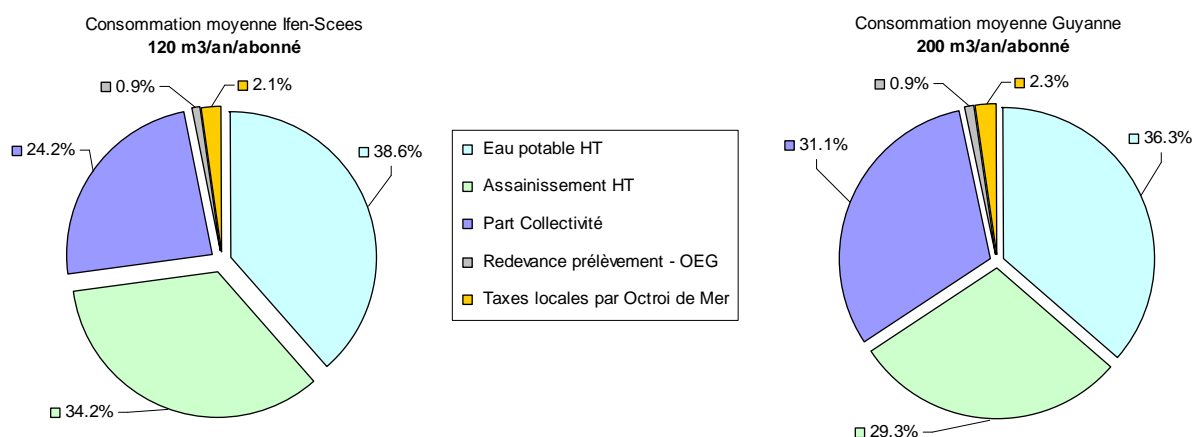 Consommation moyenne Ifen-Scees
120 m3/an/abonné
0.9%
2.1%
24.2%
38.6%
34.2%
Eau potable HT
Assainissement HT
Part Collectivité
Redevance prélèvement - OEG
Taxes locales par Octroi de Mer
Consommation moyenne Guyanne
200 m3/an/abonné
0.9%
2.3%
31.1%
36.3%
29.3%